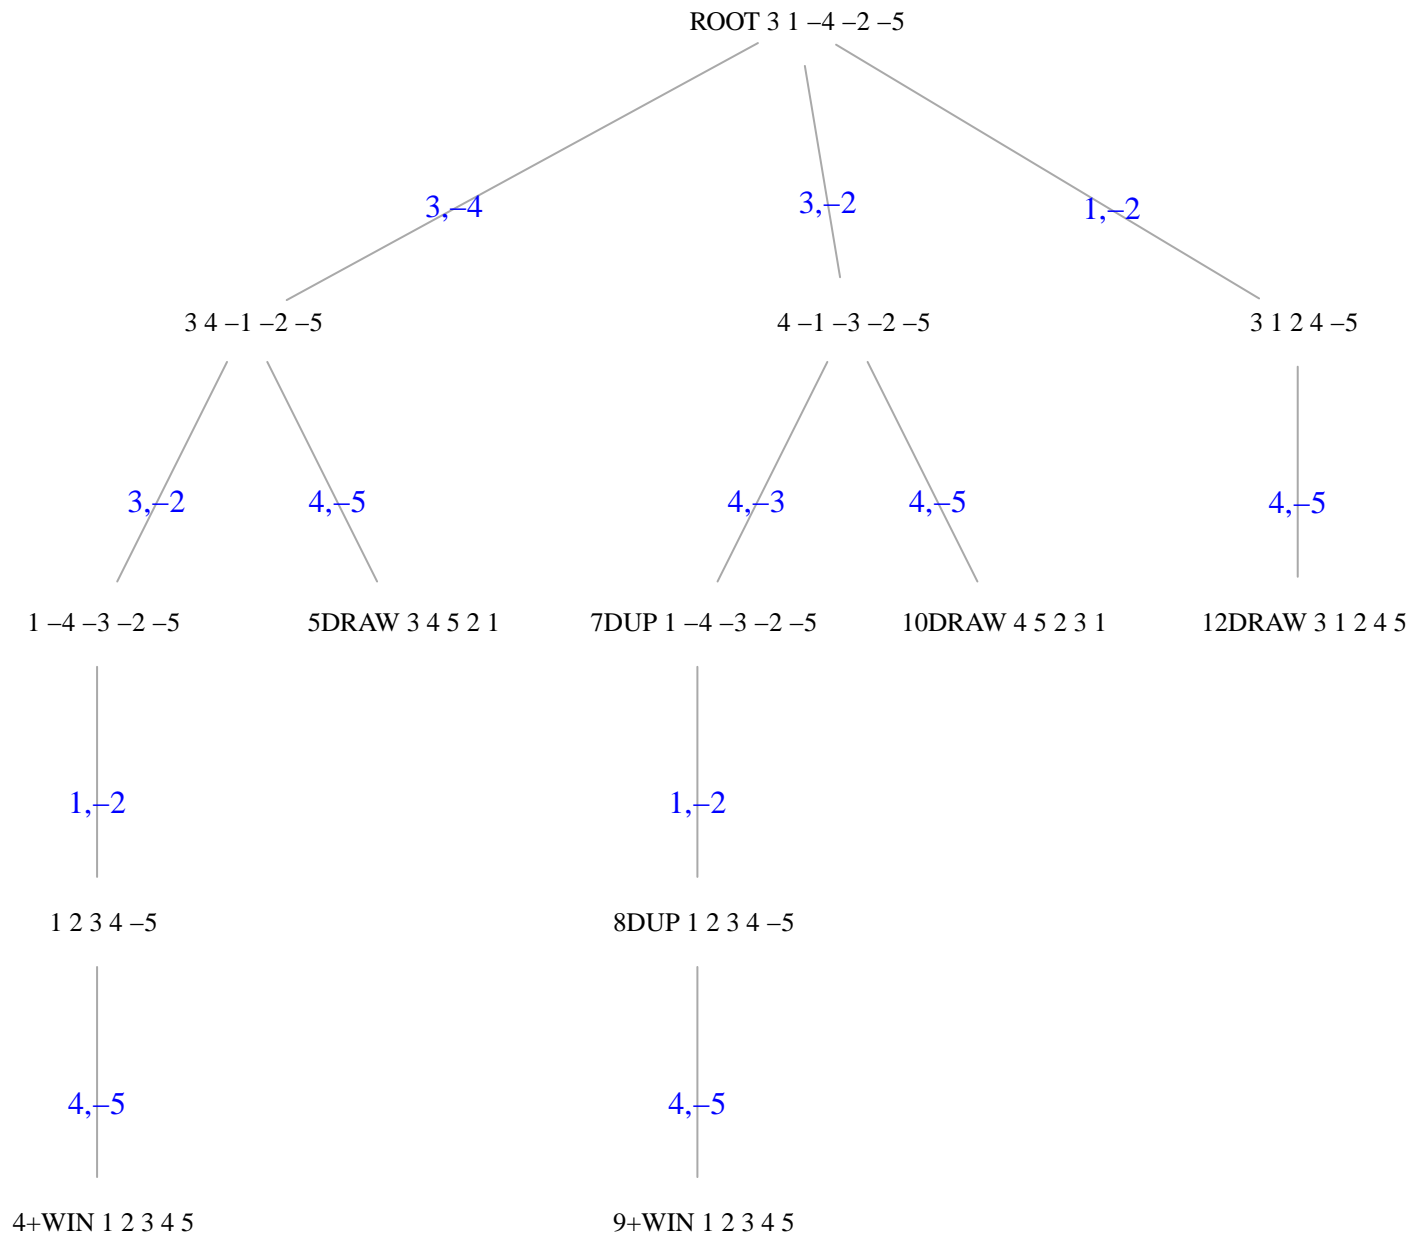 ROOT 3 1 –4 –2 –5
3,–4
3,–2
1,–2
3 4 –1 –2 –5
4 –1 –3 –2 –5
3 1 2 4 –5
3,–2
4,–5
4,–3
4,–5
4,–5
1 –4 –3 –2 –5
5DRAW 3 4 5 2 1
7DUP 1 –4 –3 –2 –5
10DRAW 4 5 2 3 1
12DRAW 3 1 2 4 5
1,–2
1,–2
1 2 3 4 –5
8DUP 1 2 3 4 –5
4,–5
4,–5
4+WIN 1 2 3 4 5
9+WIN 1 2 3 4 5